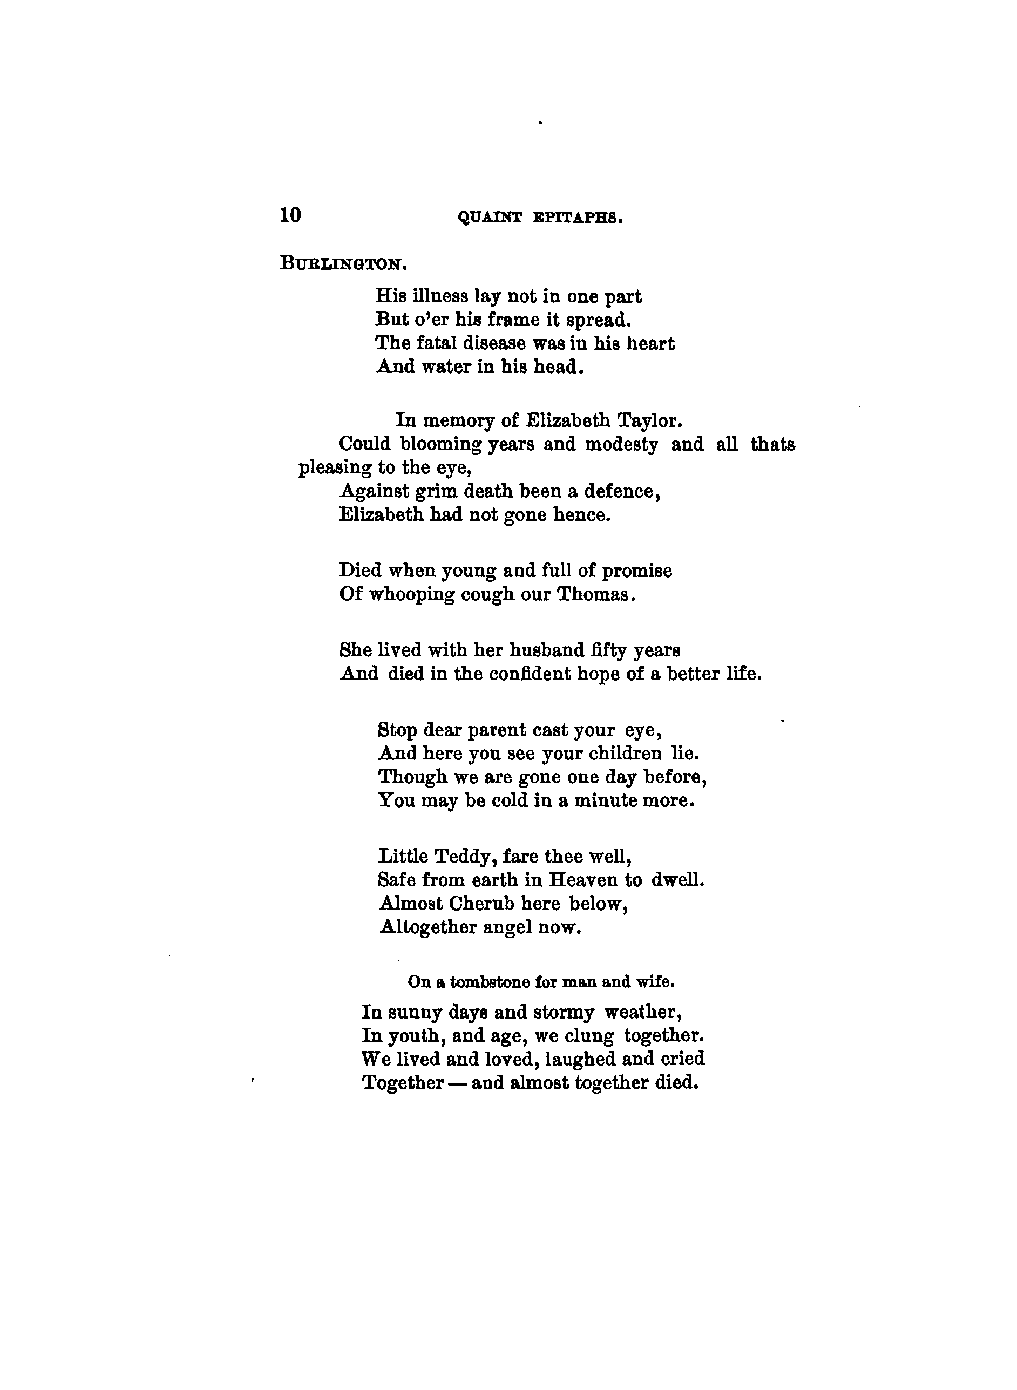 10 QUAINT EPITAPHS.
BURLINGTON.
His illness lay not in one part
But o'er his frame it spread.
The fatal disease was in his heart
And water in his head.
In memory of Elizabeth Taylor.
Could blooming years and modesty and all thats
pleasing to the eye,
Against grim death been a defence,
Elizabeth had not gone hence.
Died when young and full of promise
Of whooping cough our Thomas.
She lived with her husband fifty years
And died in the confident hope of a better life.
Stop dear parent cast your eye,
And here you see your children lie.
Though we are gone one day before,
You may be cold in a minute more.
Little Teddy, fare thee well,
Safe from earth in Heaven to dwell.
Almost Cherub here below,
Altogether angel now.
On a tombstone for man and wife.
In sunny days and stormy weather,
In youth, and age, we clung together.
We lived and loved, laughed and cried
Together — and almost together died.